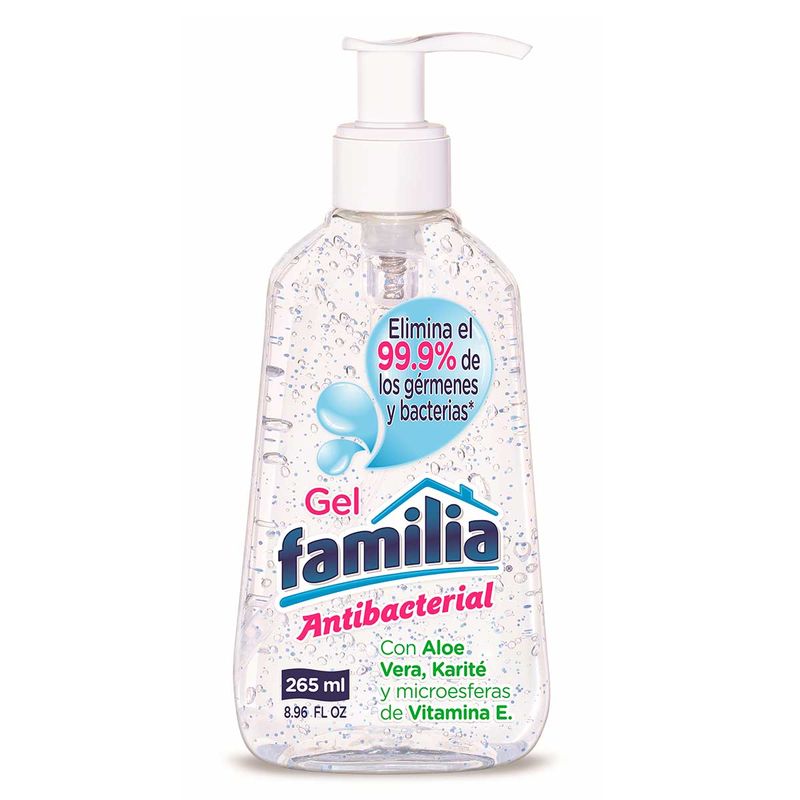 Elimina el
99.9% de
los gérmenes
y bacterias*
Gel
familia®
Antibacterial
Con Aloe
Vera, Karité
y microesferas
de Vitamina E.
265 ml
8.96 FL OZ